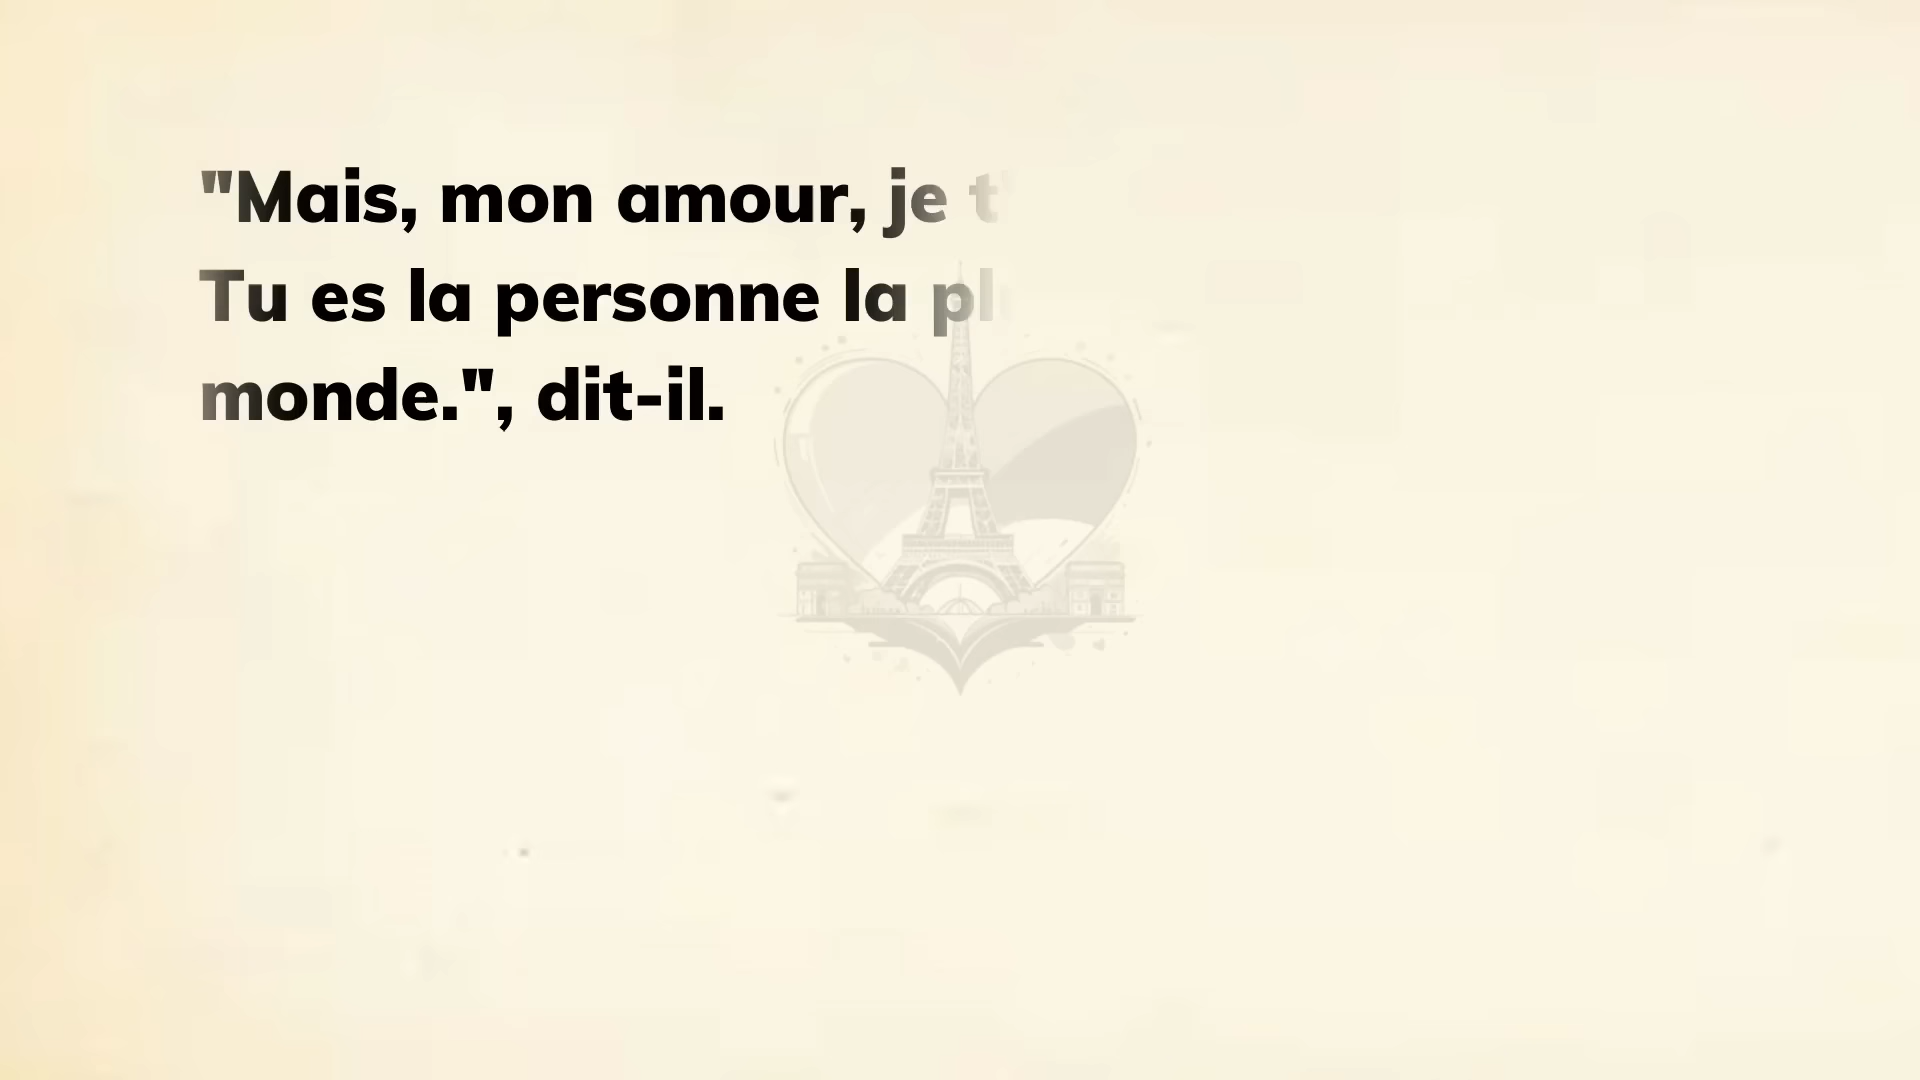 "Mais, mon amour, je
Tu es la personne la
monde.", dit-il.